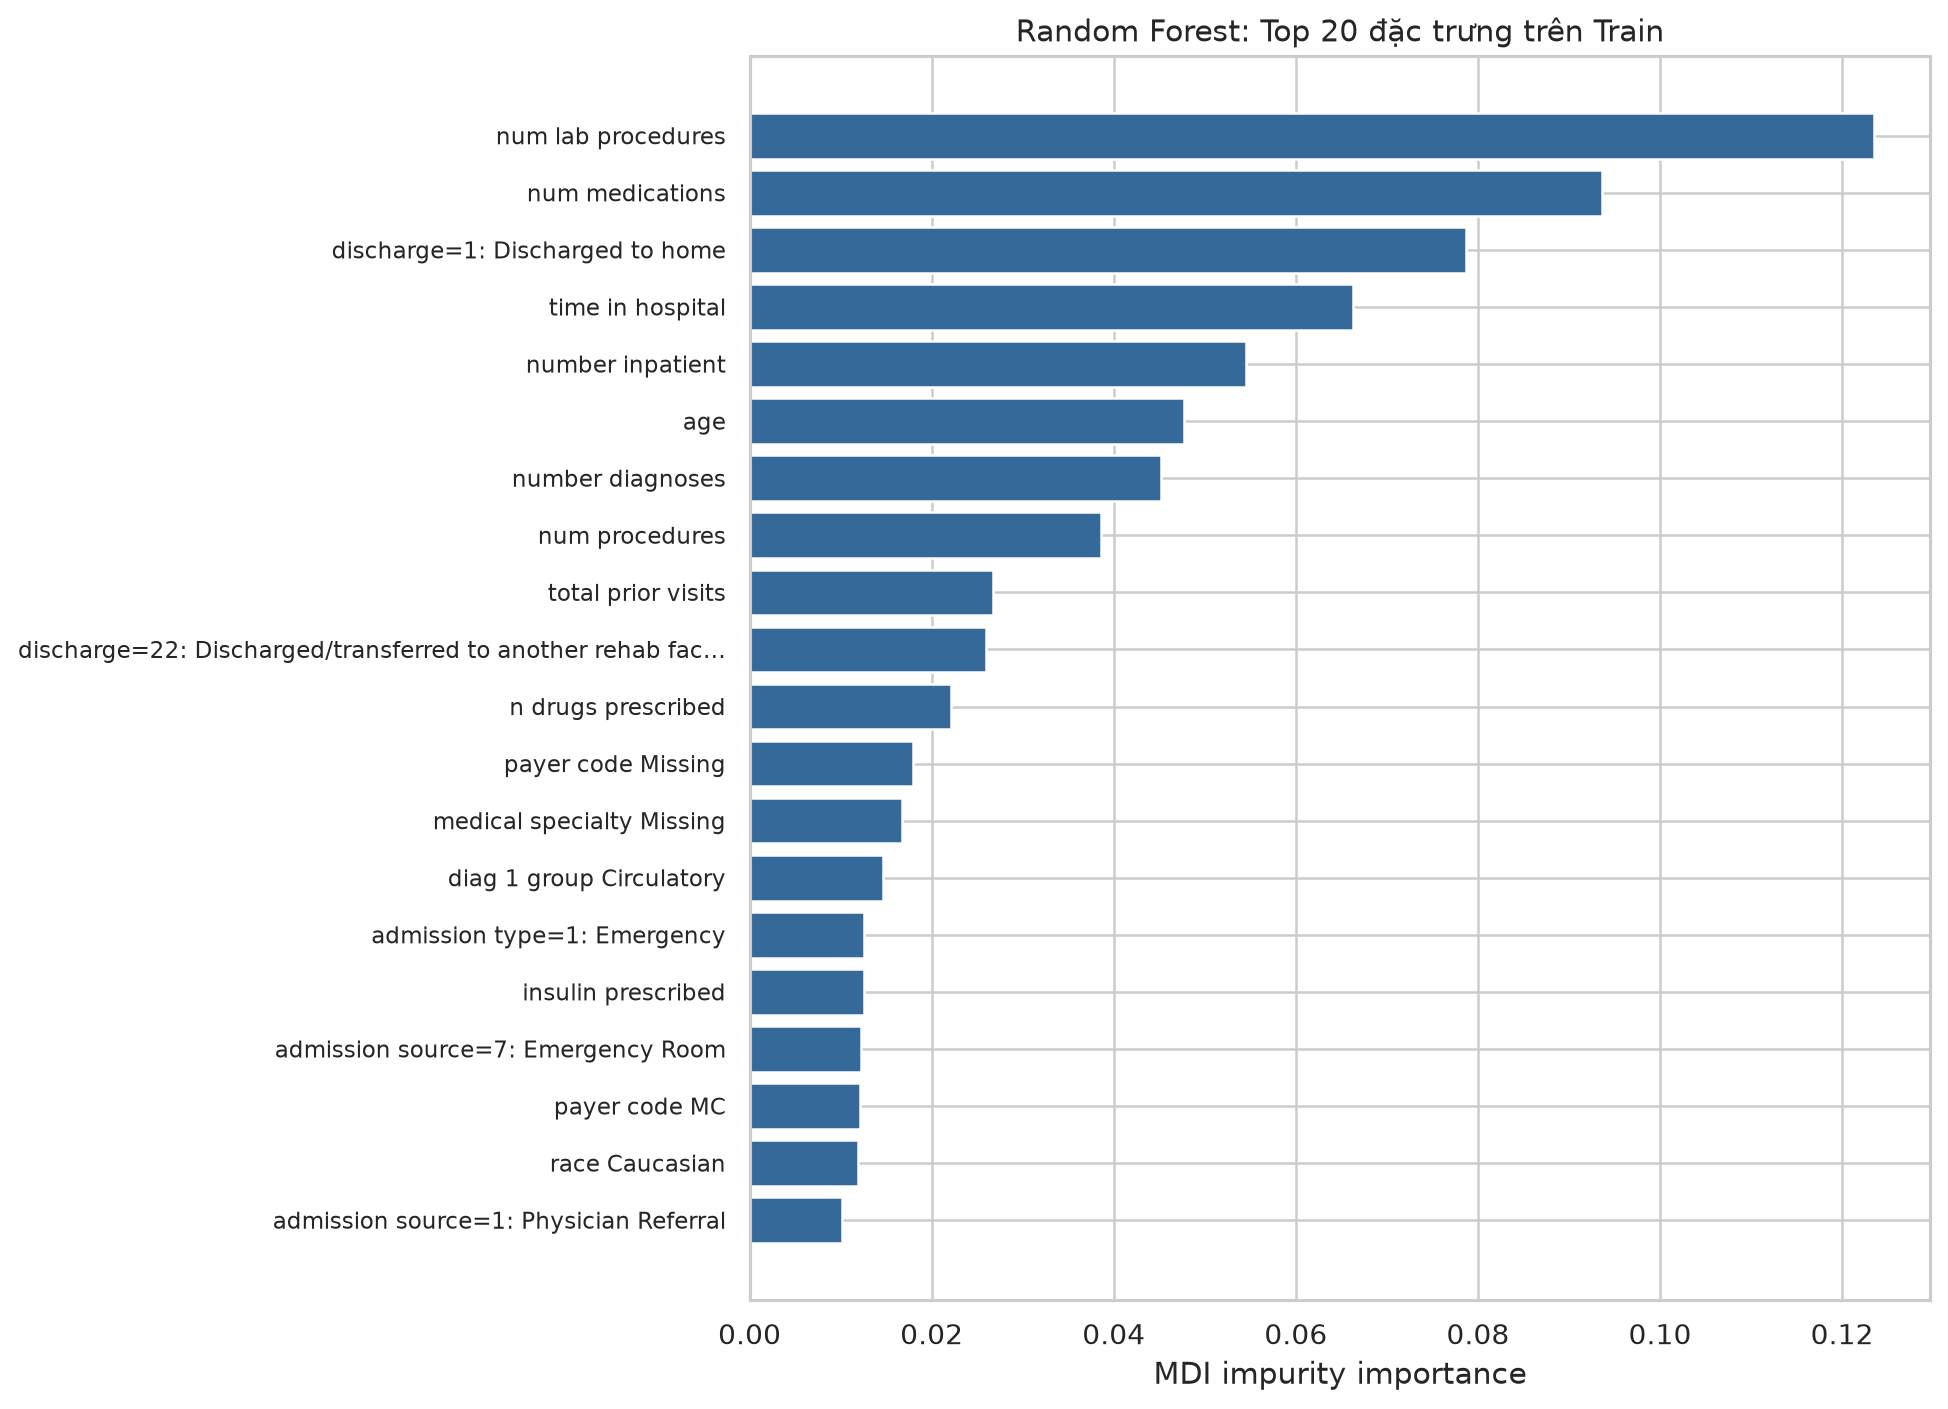 Random Forest: Top 20 đặc trưng trên Train
num lab procedures
num medications
discharge=1: Discharged to home
time in hospital
number inpatient
age
number diagnoses
num procedures
total prior visits
discharge=22: Discharged/transferred to another rehab fac…
n drugs prescribed
payer code Missing
medical specialty Missing
diag 1 group Circulatory
admission type=1: Emergency
insulin prescribed
admission source=7: Emergency Room
payer code MC
race Caucasian
admission source=1: Physician Referral
0.00 0.02 0.04 0.06 0.08 0.10 0.12
MDI impurity importance